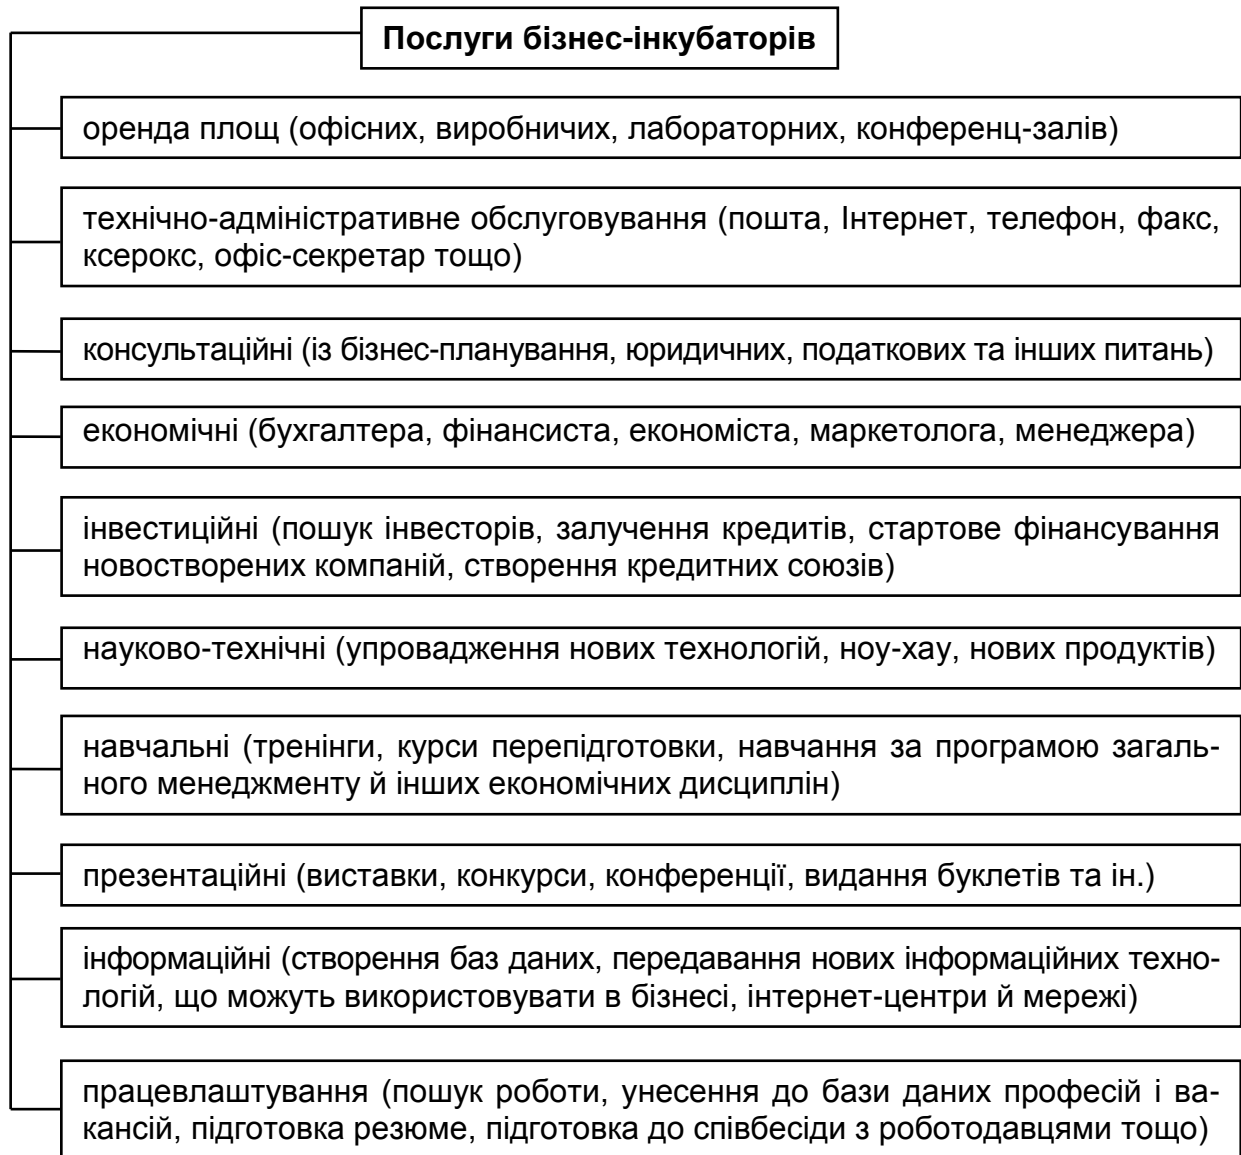 Послуги бізнес-інкубаторів
оренда площ (офісних, виробничих, лабораторних, конференц-залів)
технічно-адміністративне обслуговування (пошта, Інтернет, телефон, факс,
ксерокс, офіс-секретар тощо)
консультаційні (із бізнес-планування, юридичних, податкових та інших питань)
економічні (бухгалтера, фінансиста, економіста, маркетолога, менеджера)
інвестиційні (пошук інвесторів, залучення кредитів, стартове фінансування
новостворених компаній, створення кредитних союзів)
науково-технічні (упровадження нових технологій, ноу-хау, нових продуктів)
навчальні (тренінги, курси перепідготовки, навчання за програмою загаль-
ного менеджменту й інших економічних дисциплін)
презентаційні (виставки, конкурси, конференції, видання буклетів та ін.)
інформаційні (створення баз даних, передавання нових інформаційних техно-
логій, що можуть використовувати в бізнесі, інтернет-центри й мережі)
працевлаштування (пошук роботи, унесення до бази даних професій і ва-
кансій, підготовка резюме, підготовка до співбесіди з роботодавцями тощо)